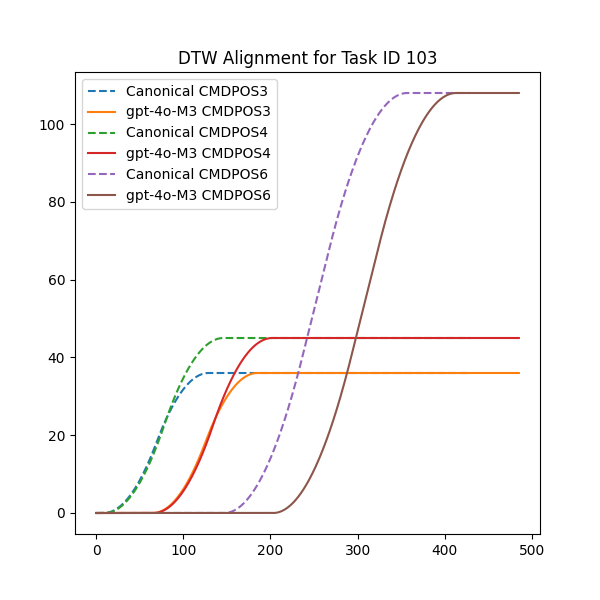 DTW Alignment for Task ID 103
Canonical CMDPOS3
gpt-4o-M3 CMDPOS3
Canonical CMDPOS4
gpt-4o-M3 CMDPOS4
Canonical CMDPOS6
gpt-4o-M3 CMDPOS6
100
80
60
40
20
0
0 100 200 300 400 500